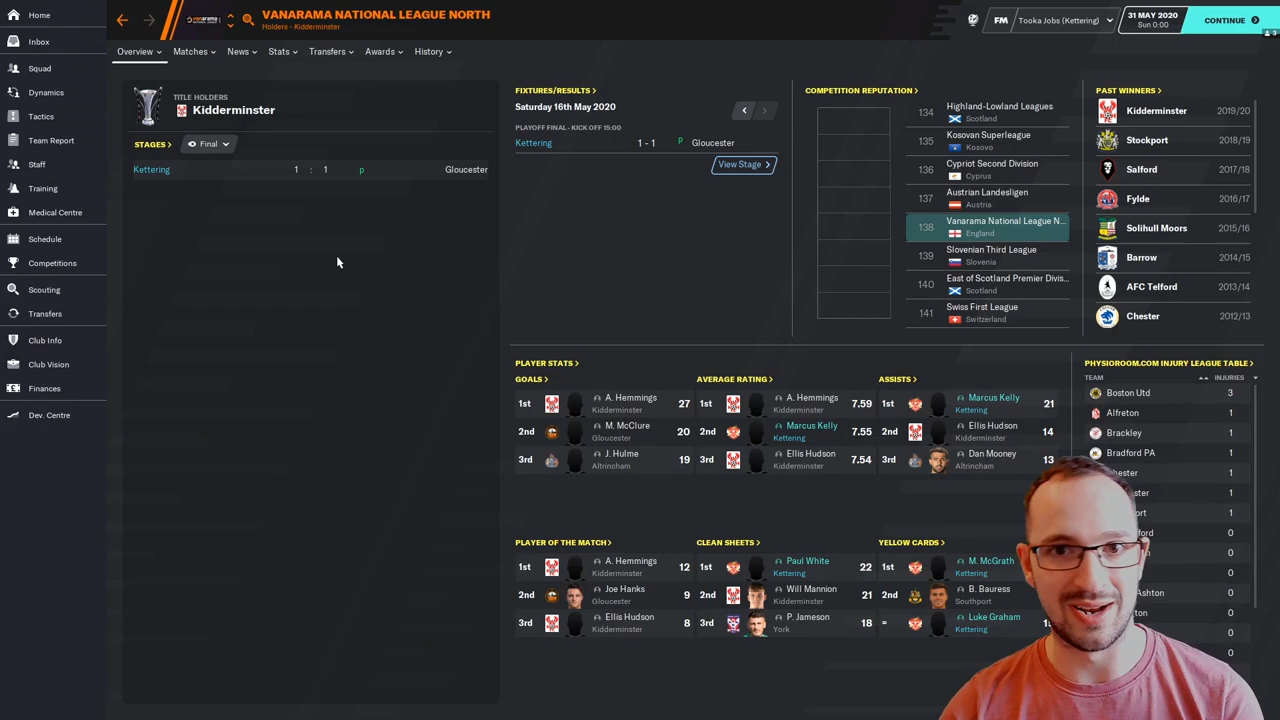 VANARAMA NATIONAL LEAGUE NORTH
Holders - Kidderminster
FM
Tooka Jobs (Kettering)
31 MAY 2020
Sun 0:00
CONTINUE
3
Home
Inbox
Squad
Dynamics
Tactics
Team Report
Staff
Training
Medical Centre
Schedule
Competitions
Scouting
Transfers
Club Info
Club Vision
Finances
Dev. Centre
Overview
Matches
News
Stats
Transfers
Awards
History
TITLE HOLDERS
Kidderminster
STAGES
Final
Kettering 1 : 1 p Gloucester
FIXTURES/RESULTS
Saturday 16th May 2020
PLAYOFF FINAL - KICK OFF 15:00
Kettering 1 - 1 p Gloucester
View Stage
COMPETITION REPUTATION
134 Highland-Lowland Leagues
Scotland
135 Kosovan Superleague
Kosovo
136 Cypriot Second Division
Cyprus
137 Austrian Landesligen
Austria
138 Vanarama National League N...
England
139 Slovenian Third League
Slovenia
140 East of Scotland Premier Divis...
Scotland
141 Swiss First League
Switzerland
PAST WINNERS
Kidderminster 2019/20
Stockport 2018/19
Salford 2017/18
Fylde 2016/17
Solihull Moors 2015/16
Barrow 2014/15
AFC Telford 2013/14
Chester 2012/13
PLAYER STATS
GOALS
1st A. Hemmings 27
Kidderminster
2nd M. McClure 20
Gloucester
3rd J. Hulme 19
Altrincham
AVERAGE RATING
1st A. Hemmings 7.59
Kidderminster
2nd Marcus Kelly 7.55
Kettering
3rd Ellis Hudson 7.54
Kidderminster
ASSISTS
1st Marcus Kelly 21
Kettering
2nd Ellis Hudson 14
Kidderminster
3rd Dan Mooney 13
Altrincham
PLAYER OF THE MATCH
1st A. Hemmings 12
Kidderminster
2nd Joe Hanks 9
Gloucester
3rd Ellis Hudson 8
Kidderminster
CLEAN SHEETS
1st Paul White 22
Kettering
2nd Will Mannion 21
Kidderminster
3rd P. Jameson 18
York
YELLOW CARDS
1st M. McGrath
Kettering
2nd B. Bauress
Southport
= Luke Graham
Kettering
PHYSIOROOM.COM INJURY LEAGUE TABLE
TEAM INJURIES
Boston Utd 3
Alfreton 1
Brackley 1
Bradford PA 1
hester 1
ster 1
ort 1
ford 0
0
Ashton 0
ton 0
0
0